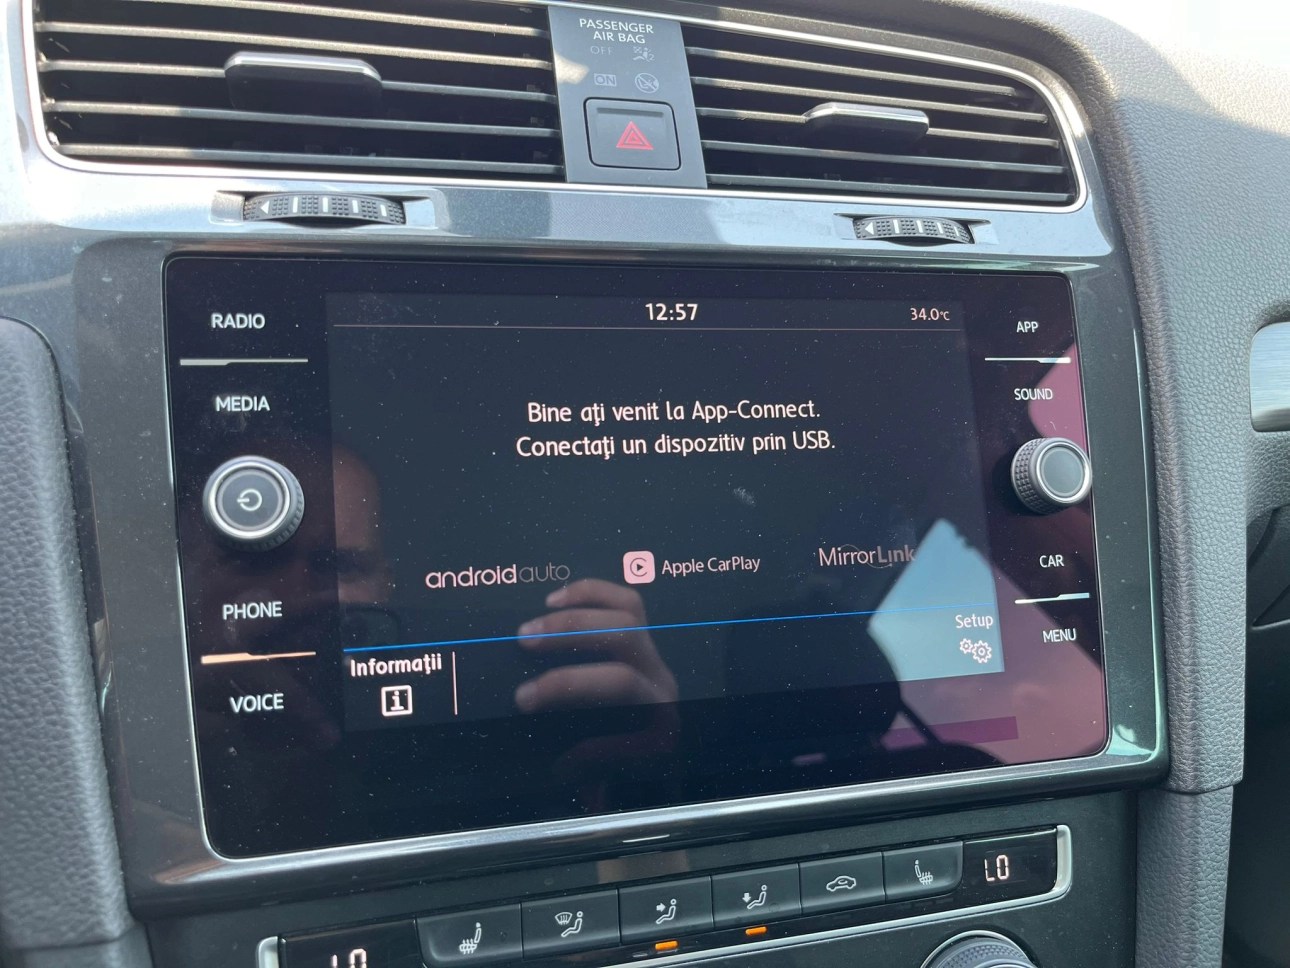 PASSENGER
AIR BAG
OFF
ON
RADIO
MEDIA
PHONE
VOICE
12:57
34.0°C
Bine aţi venit la App-Connect.
Conectaţi un dispozitiv prin USB.
androidauto
Apple CarPlay
MirrorLink
Informaţii
Setup
APP
SOUND
CAR
MENU
LO
LO